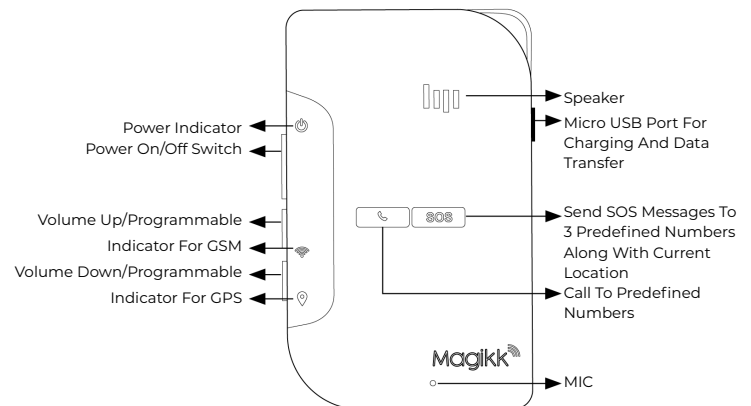 Power Indicator
Power On/Off Switch
Volume Up/Programmable
Indicator For GSM
Volume Down/Programmable
Indicator For GPS
SOS
Magikk
Speaker
Micro USB Port For
Charging And Data
Transfer
Send SOS Messages To
3 Predefined Numbers
Along With Current
Location
Call To Predefined
Numbers
MIC